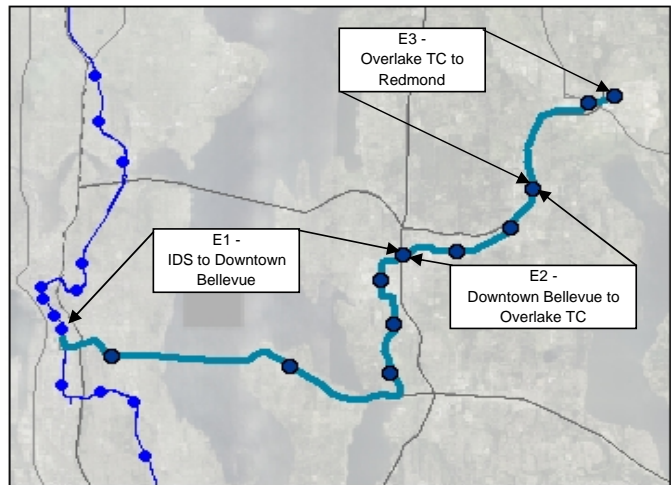 E3 -
Overlake TC to
Redmond
E1 -
IDS to Downtown
Bellevue
E2 -
Downtown Bellevue to
Overlake TC